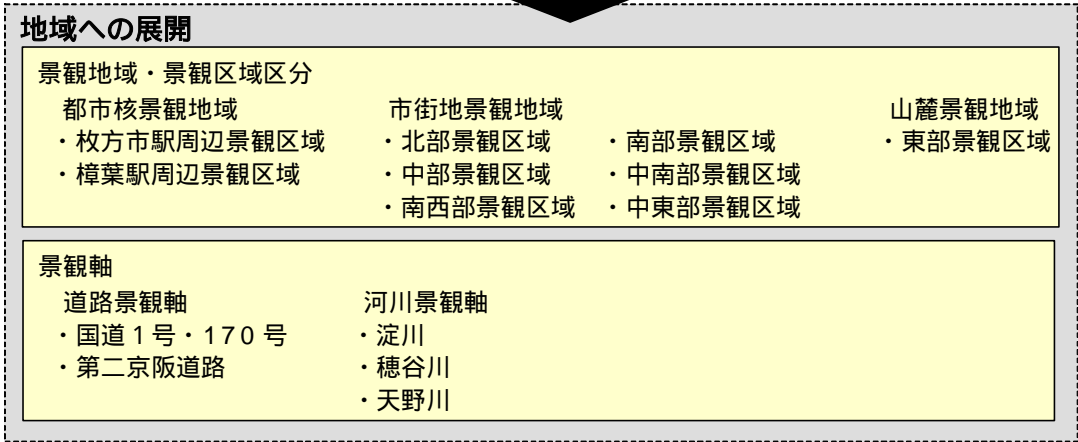 地域への展開
景観地域・景観区域区分
都市核景観地域 市街地景観地域 山麓景観地域
・枚方市駅周辺景観区域 ・北部景観区域 ・南部景観区域 ・東部景観区域
・樟葉駅周辺景観区域 ・中部景観区域 ・中南部景観区域
・南西部景観区域 ・中東部景観区域
景観軸
道路景観軸 河川景観軸
・国道1号・170号 ・淀川
・第二京阪道路 ・穂谷川
・天野川